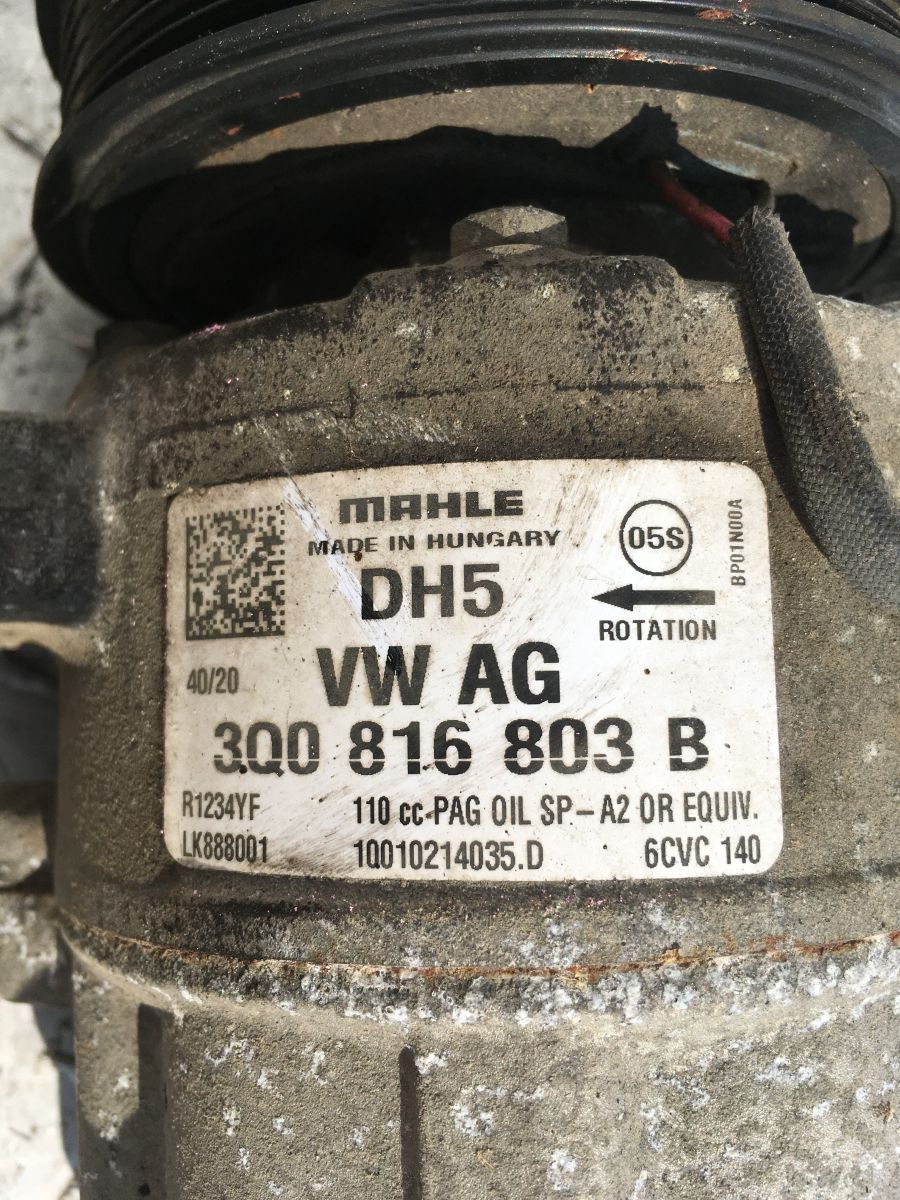 MAHLE
MADE IN HUNGARY
05S
BP01N00A
DH5
ROTATION
40/20
VW AG
3Q0 816 803 B
R1234YF 110 cc PAG OIL SP-A2 OR EQUIV.
LK888001 1Q010214035.D 6CVC 140